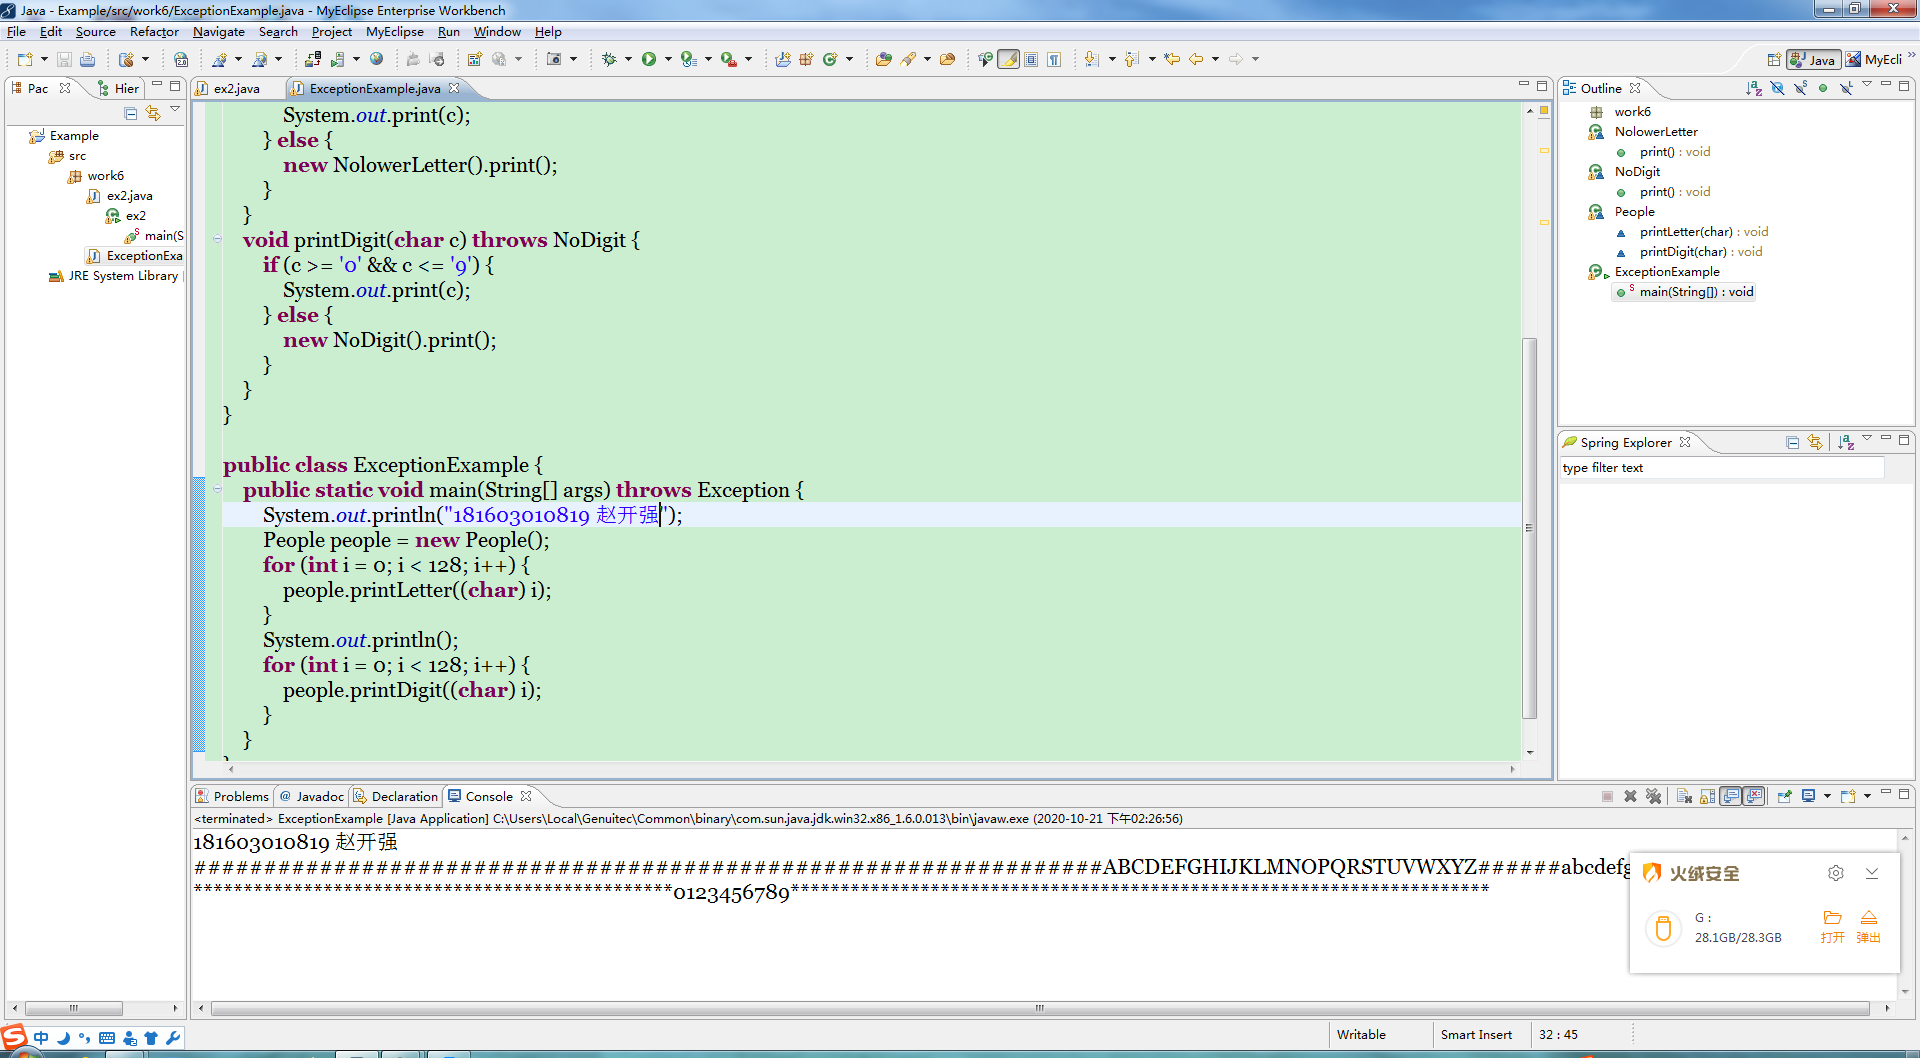 Java - Example/src/work6/ExceptionExample.java - MyEclipse Enterprise Workbench
File Edit Source Refactor Navigate Search Project MyEclipse Run Window Help
Java MyEcli
Pac Hier
Example
src
work6
ex2.java
ex2
main(S
ExceptionExa
JRE System Library
ex2.java ExceptionExample.java
System.out.print(c);
} else {
new NolowerLetter().print();
}
}
void printDigit(char c) throws NoDigit {
if (c >= '0' && c <= '9') {
System.out.print(c);
} else {
new NoDigit().print();
}
}
}
public class ExceptionExample {
public static void main(String[] args) throws Exception {
System.out.println("181603010819 赵开强");
People people = new People();
for (int i = 0; i < 128; i++) {
people.printLetter((char) i);
}
System.out.println();
for (int i = 0; i < 128; i++) {
people.printDigit((char) i);
}
}
Outline
work6
NolowerLetter
print() : void
NoDigit
print() : void
People
printLetter(char) : void
printDigit(char) : void
ExceptionExample
main(String[]) : void
Spring Explorer
type filter text
Problems @ Javadoc Declaration Console
<terminated> ExceptionExample [Java Application] C:\Users\Local\Genuitec\Common\binary\com.sun.java.jdk.win32.x86_1.6.0.013\bin\javaw.exe (2020-10-21 下午02:26:56)
181603010819 赵开强
#################################################################ABCDEFGHIJKLMNOPQRSTUVWXYZ######abcdefg
************************************************0123456789**********************************************************************
火绒安全
G :
28.1GB/28.3GB
打开 弹出
中
Writable Smart Insert 32 : 45